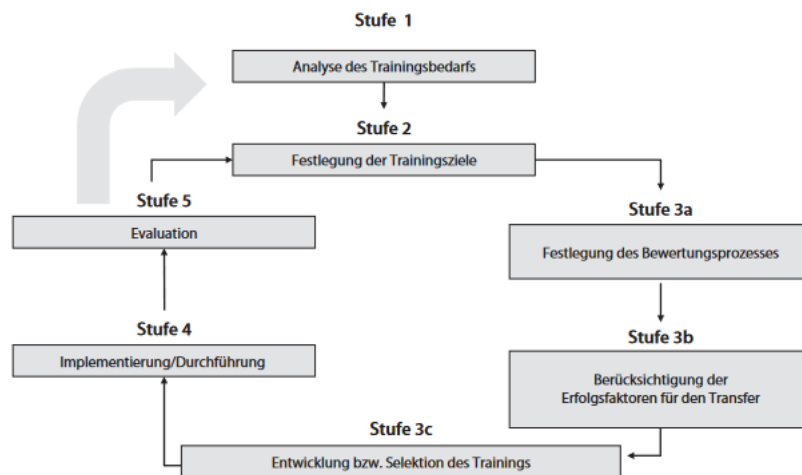 Stufe 1
Analyse des Trainingsbedarfs
Stufe 2
Festlegung der Trainingsziele
Stufe 3a
Festlegung des Bewertungsprozesses
Stufe 3b
Berücksichtigung der
Erfolgsfaktoren für den Transfer
Stufe 3c
Entwicklung bzw. Selektion des Trainings
Stufe 4
Implementierung/Durchführung
Stufe 5
Evaluation